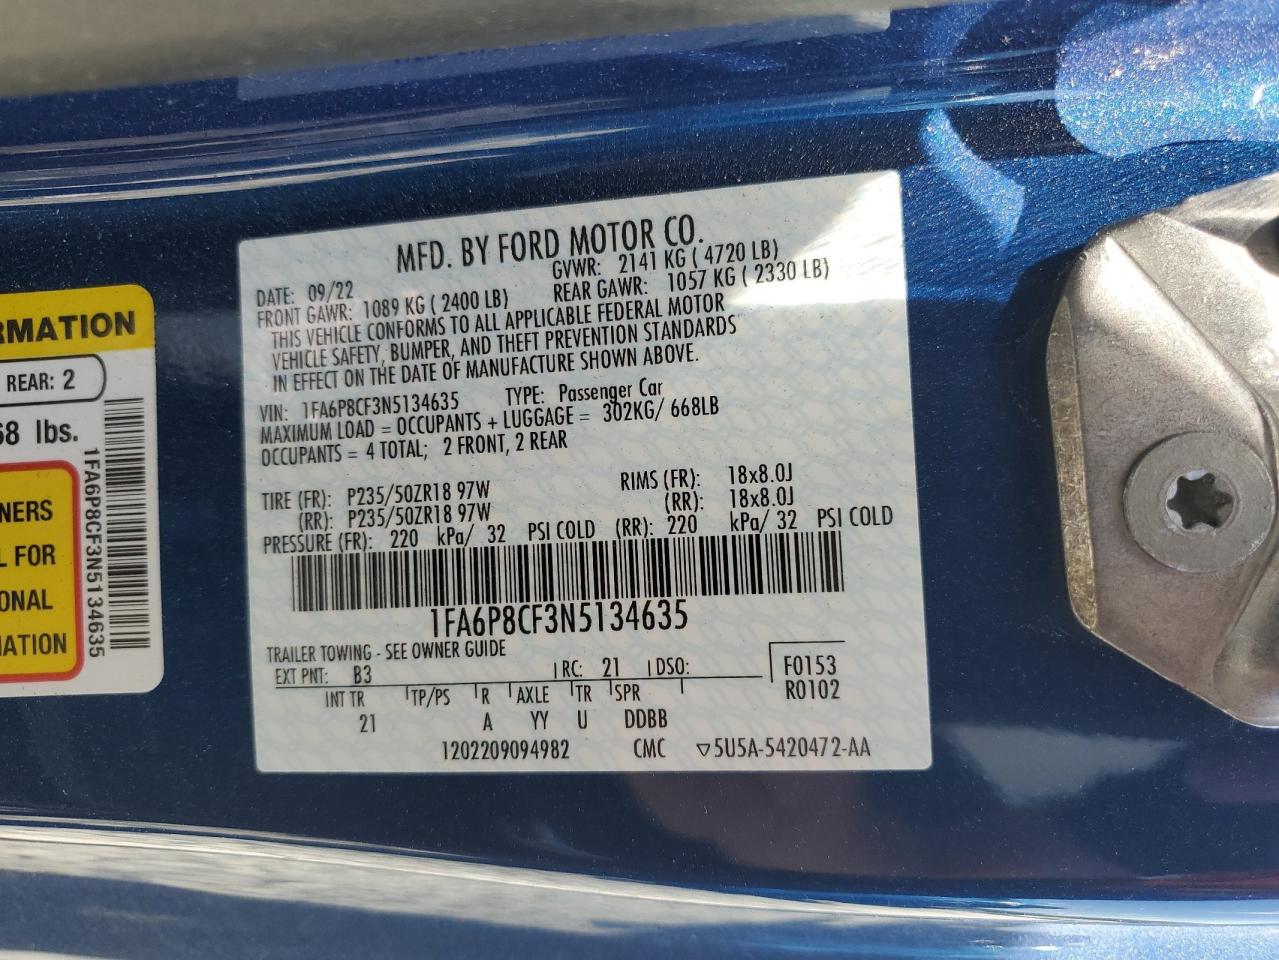 MFD. BY FORD MOTOR CO.
DATE: 09/22 GVWR: 2141 KG ( 4720 LB)
FRONT GAWR: 1089 KG ( 2400 LB) REAR GAWR: 1057 KG ( 2330 LB)
THIS VEHICLE CONFORMS TO ALL APPLICABLE FEDERAL MOTOR
VEHICLE SAFETY, BUMPER, AND THEFT PREVENTION STANDARDS
IN EFFECT ON THE DATE OF MANUFACTURE SHOWN ABOVE.
VIN: 1FA6P8CF3N5134635 TYPE: Passenger Car
MAXIMUM LOAD = OCCUPANTS + LUGGAGE = 302KG/ 668LB
OCCUPANTS = 4 TOTAL; 2 FRONT, 2 REAR
TIRE (FR): P235/50ZR18 97W RIMS (FR): 18x8.0J
(RR): P235/50ZR18 97W (RR): 18x8.0J
PRESSURE (FR): 220 kPa/ 32 PSI COLD (RR): 220 kPa/ 32 PSI COLD
1FA6P8CF3N5134635
TRAILER TOWING - SEE OWNER GUIDE
EXT PNT: B3 RC: 21 DSO: F0153
INT TR TP/PS R AXLE TR SPR R0102
21 A YY U DDBB
1202209094982 CMC ▽5U5A-5420472-AA
RMATION
REAR: 2
68 lbs.
NERS
L FOR
ONAL
MATION
1FA6P8CF3N5134635